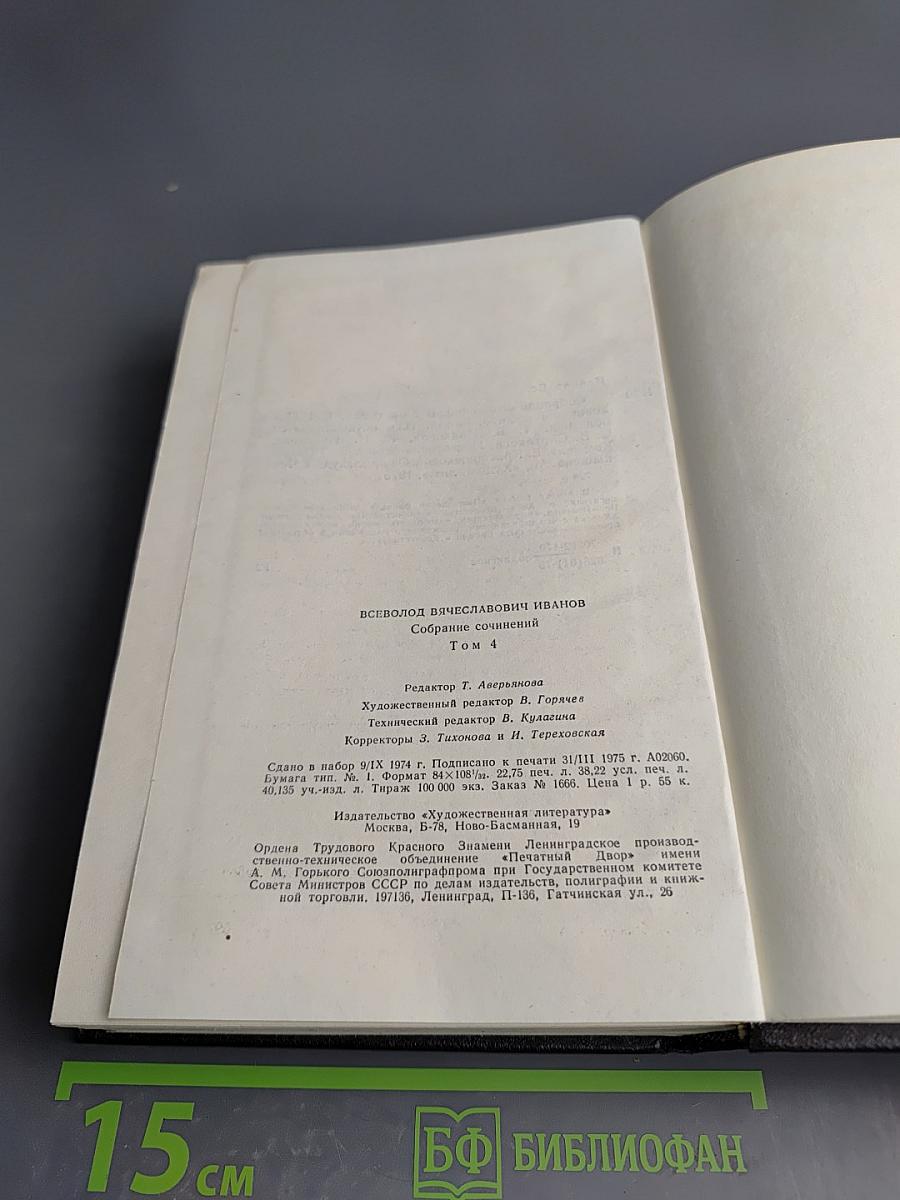 ВСЕВОЛОД ВЯЧЕСЛАВОВИЧ ИВАНОВ
Собрание сочинений
Том 4
Редактор Т. Аверьянова
Художественный редактор В. Горячев
Технический редактор В. Кулагина
Корректоры З. Тихонова и И. Тереховская
Сдано в набор 9/IX 1974 г. Подписано к печати 31/III 1975 г. А02060.
Бумага тип. № 1. Формат 84×108¹/₃₂. 22,75 печ. л. 38,22 усл. печ. л.
40,135 уч.-изд. л. Тираж 100 000 экз. Заказ № 1666. Цена 1 р. 55 к.
Издательство «Художественная литература»
Москва, Б-78, Ново-Басманная, 19
Ордена Трудового Красного Знамени Ленинградское производ-
ственно-техническое объединение «Печатный Двор» имени
А. М. Горького Союзполиграфпрома при Государственном комитете
Совета Министров СССР по делам издательств, полиграфии и книж-
ной торговли. 197136, Ленинград, П-136, Гатчинская ул., 26
15 см
БФ БИБЛИОФАН